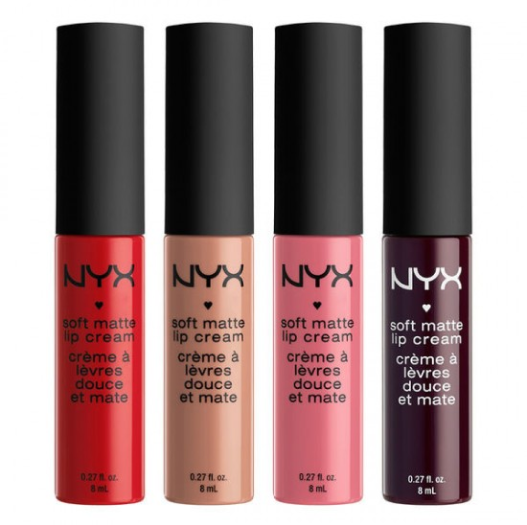 NYX
soft matte
lip cream
crème à
lèvres
douce
et mate
0.27 fl. oz.
8 mL
NYX
soft matte
lip cream
crème à
lèvres
douce
et mate
0.27 fl. oz.
8 mL
NYX
soft matte
lip cream
crème à
lèvres
douce
et mate
0.27 fl. oz.
8 mL
NYX
soft matte
lip cream
crème à
lèvres
douce
et mate
0.27 fl. oz.
8 mL